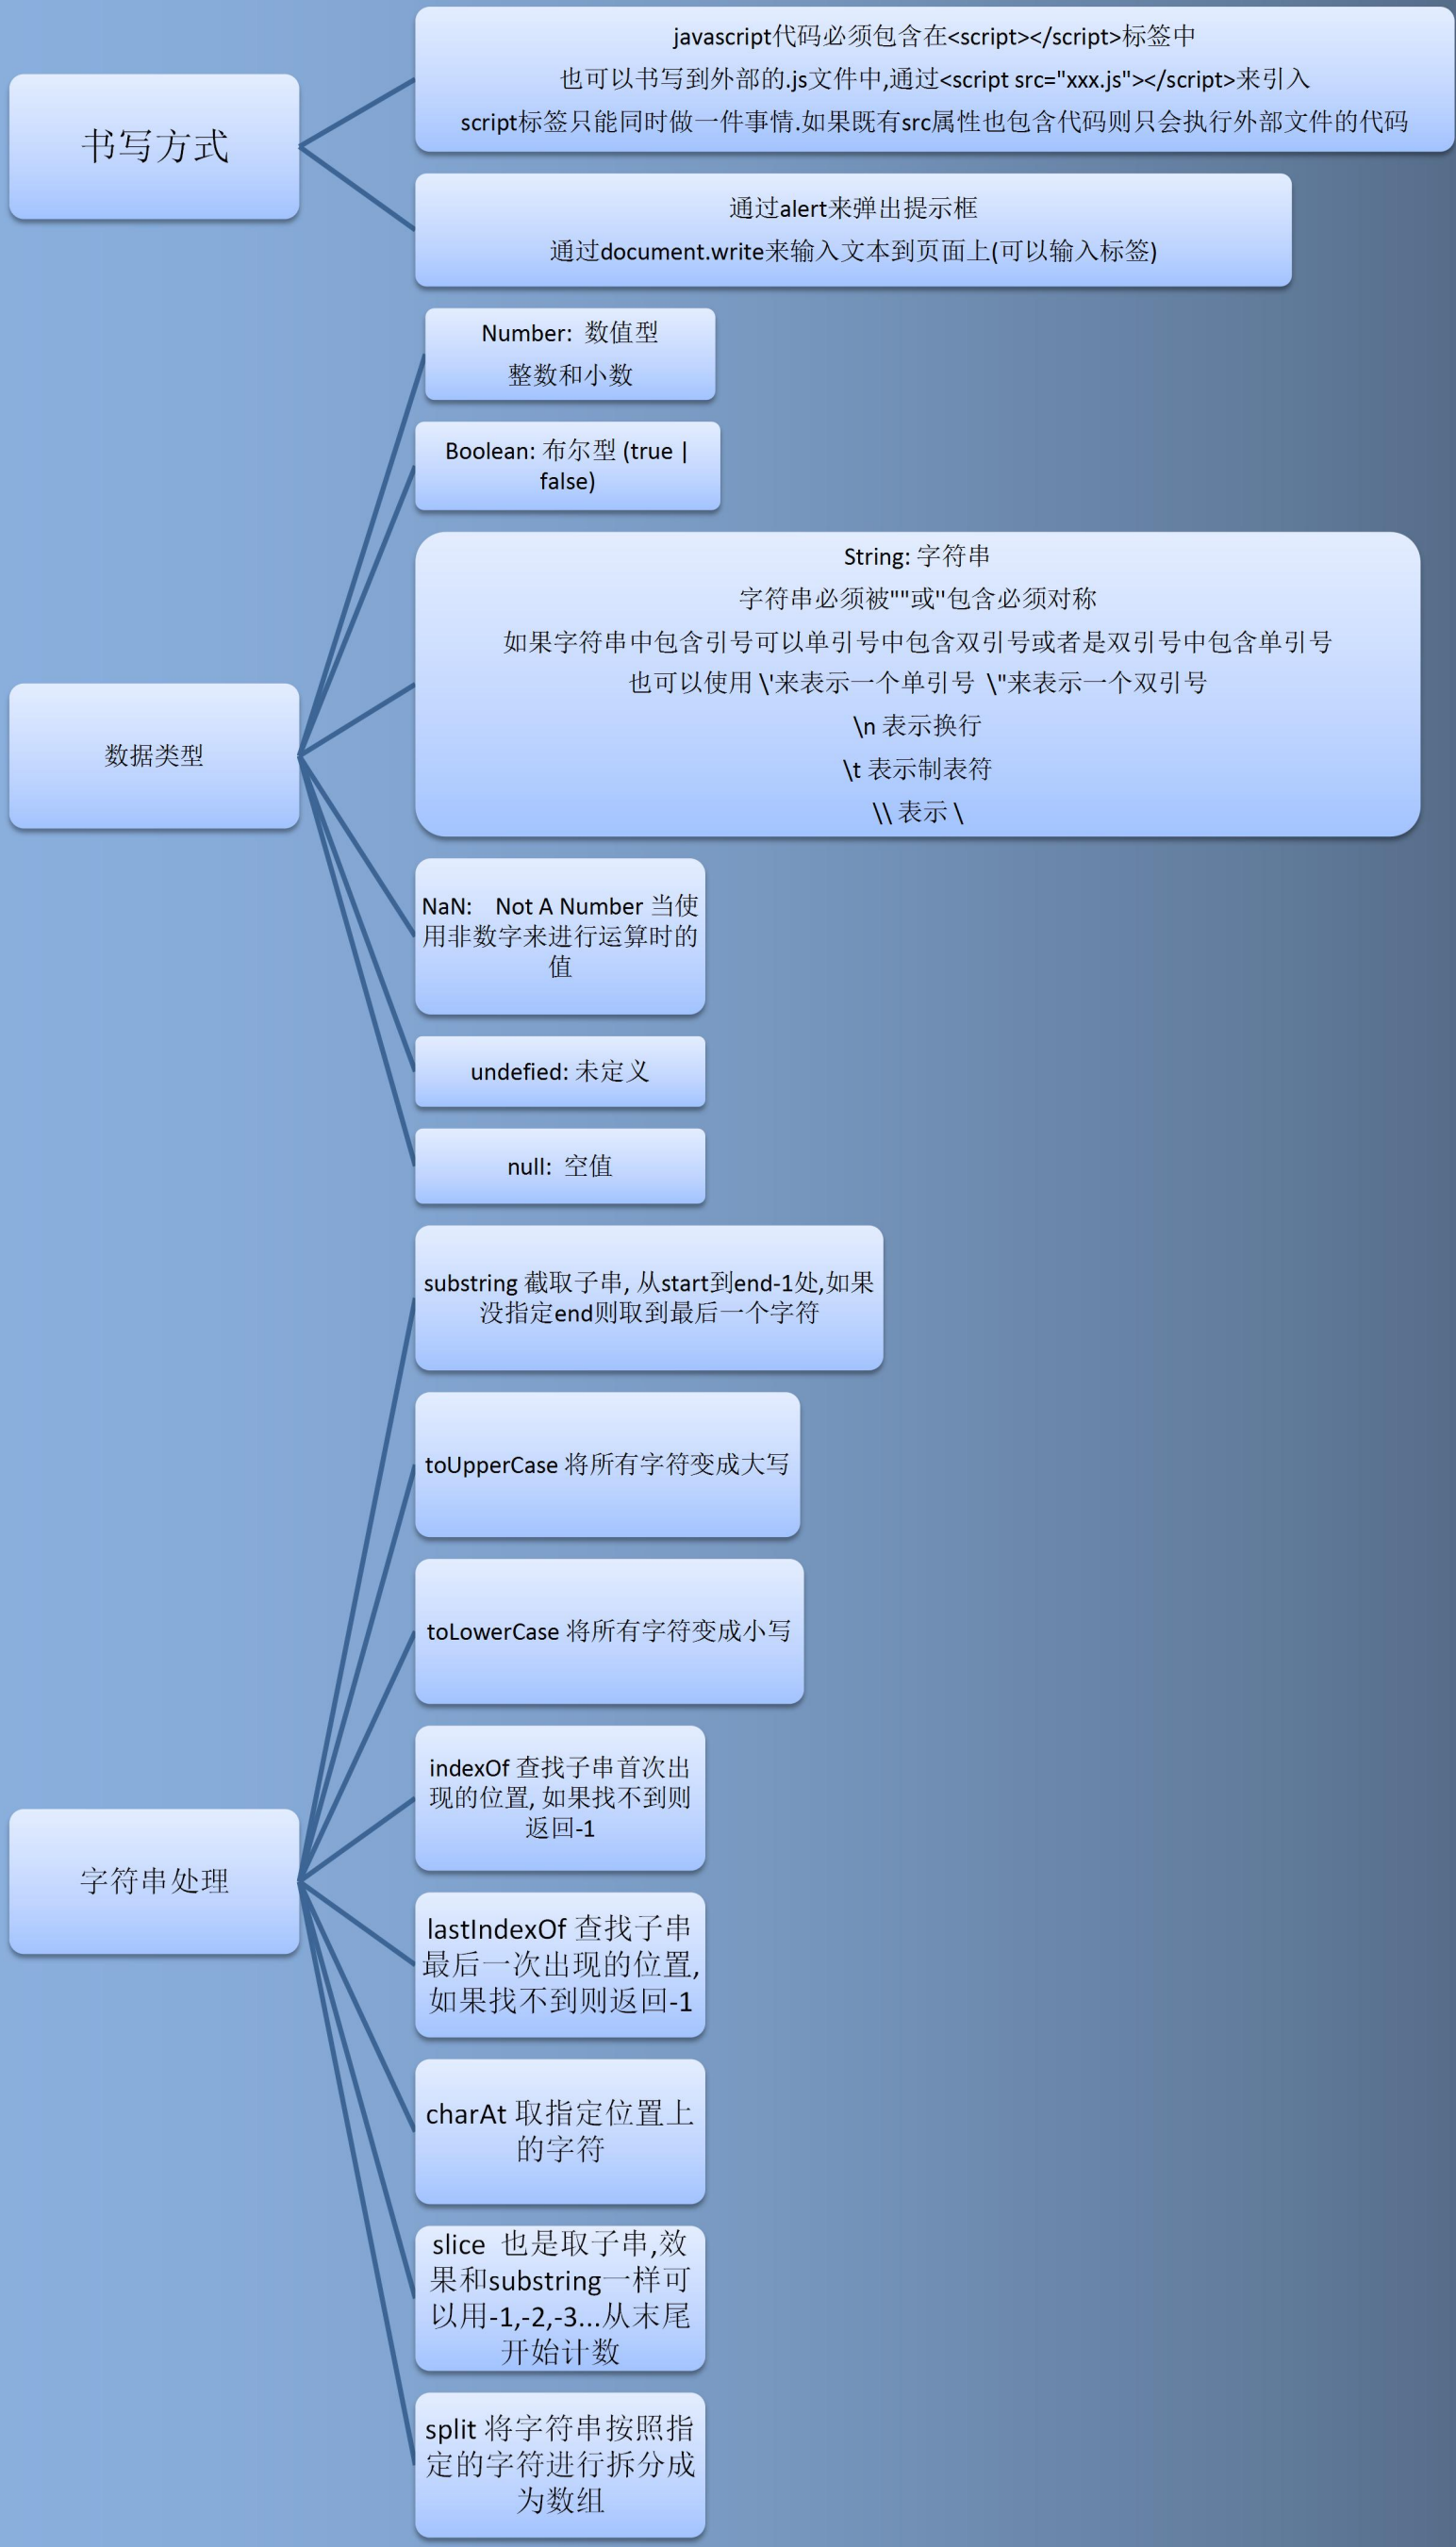 书写方式
javascript代码必须包含在<script></script>标签中
也可以书写到外部的.js文件中,通过<script src="xxx.js"></script>来引入
script标签只能同时做一件事情.如果既有src属性也包含代码则只会执行外部文件的代码
通过alert来弹出提示框
通过document.write来输入文本到页面上(可以输入标签)
数据类型
Number: 数值型
整数和小数
Boolean: 布尔型 (true |
false)
String: 字符串
字符串必须被""或''包含必须对称
如果字符串中包含引号可以单引号中包含双引号或者是双引号中包含单引号
也可以使用 \'来表示一个单引号 \"来表示一个双引号
\n 表示换行
\t 表示制表符
\\ 表示 \
NaN: Not A Number 当使
用非数字来进行运算时的
值
undefied: 未定义
null: 空值
字符串处理
substring 截取子串, 从start到end-1处,如果
没指定end则取到最后一个字符
toUpperCase 将所有字符变成大写
toLowerCase 将所有字符变成小写
indexOf 查找子串首次出
现的位置, 如果找不到则
返回-1
lastIndexOf 查找子串
最后一次出现的位置,
如果找不到则返回-1
charAt 取指定位置上
的字符
slice 也是取子串,效
果和substring一样可
以用-1,-2,-3...从末尾
开始计数
split 将字符串按照指
定的字符进行拆分成
为数组